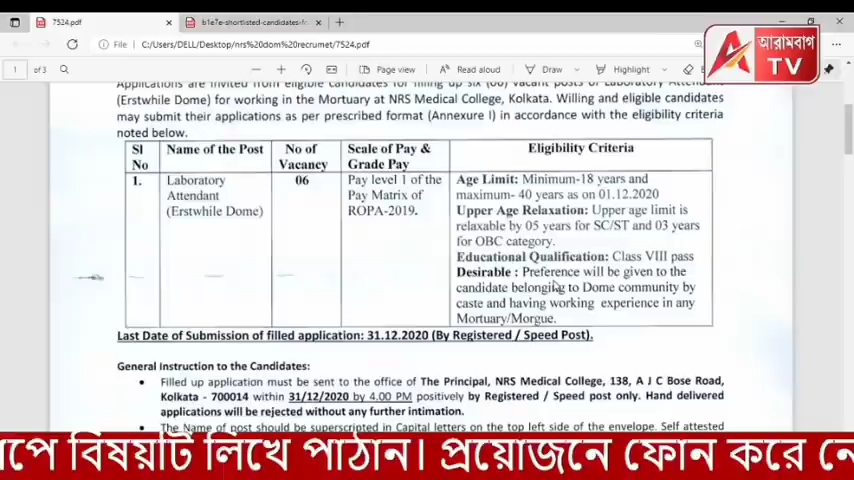 7524.pdf
b1e7e-shortlisted-candidates-f
File C:/Users/DELL/Desktop/nrs%20dom%20recrumet/7524.pdf
1 of 3
Page view
Read aloud
Draw
Highlight
আরামবাগ
TV
Applications are invited from eligible candidates for filling up six (06) vacant posts of Laboratory Attendant
(Erstwhile Dome) for working in the Mortuary at NRS Medical College, Kolkata. Willing and eligible candidates
may submit their applications as per prescribed format (Annexure I) in accordance with the eligibility criteria
noted below.
Sl No
Name of the Post
No of Vacancy
Scale of Pay & Grade Pay
Eligibility Criteria
1.
Laboratory
Attendant
(Erstwhile Dome)
06
Pay level 1 of the
Pay Matrix of
ROPA-2019.
Age Limit: Minimum-18 years and
maximum- 40 years as on 01.12.2020
Upper Age Relaxation: Upper age limit is
relaxable by 05 years for SC/ST and 03 years
for OBC category.
Educational Qualification: Class VIII pass
Desirable : Preference will be given to the
candidate belonging to Dome community by
caste and having working experience in any
Mortuary/Morgue.
Last Date of Submission of filled application: 31.12.2020 (By Registered / Speed Post).
General Instruction to the Candidates:
• Filled up application must be sent to the office of The Principal, NRS Medical College, 138, A J C Bose Road,
Kolkata - 700014 within 31/12/2020 by 4.00 PM positively by Registered / Speed post only. Hand delivered
applications will be rejected without any further intimation.
• The Name of post should be superscripted in Capital letters on the top left side of the envelope. Self attested
পে বিষয়টি লিখে পাঠান। প্রয়োজনে ফোন করে নে